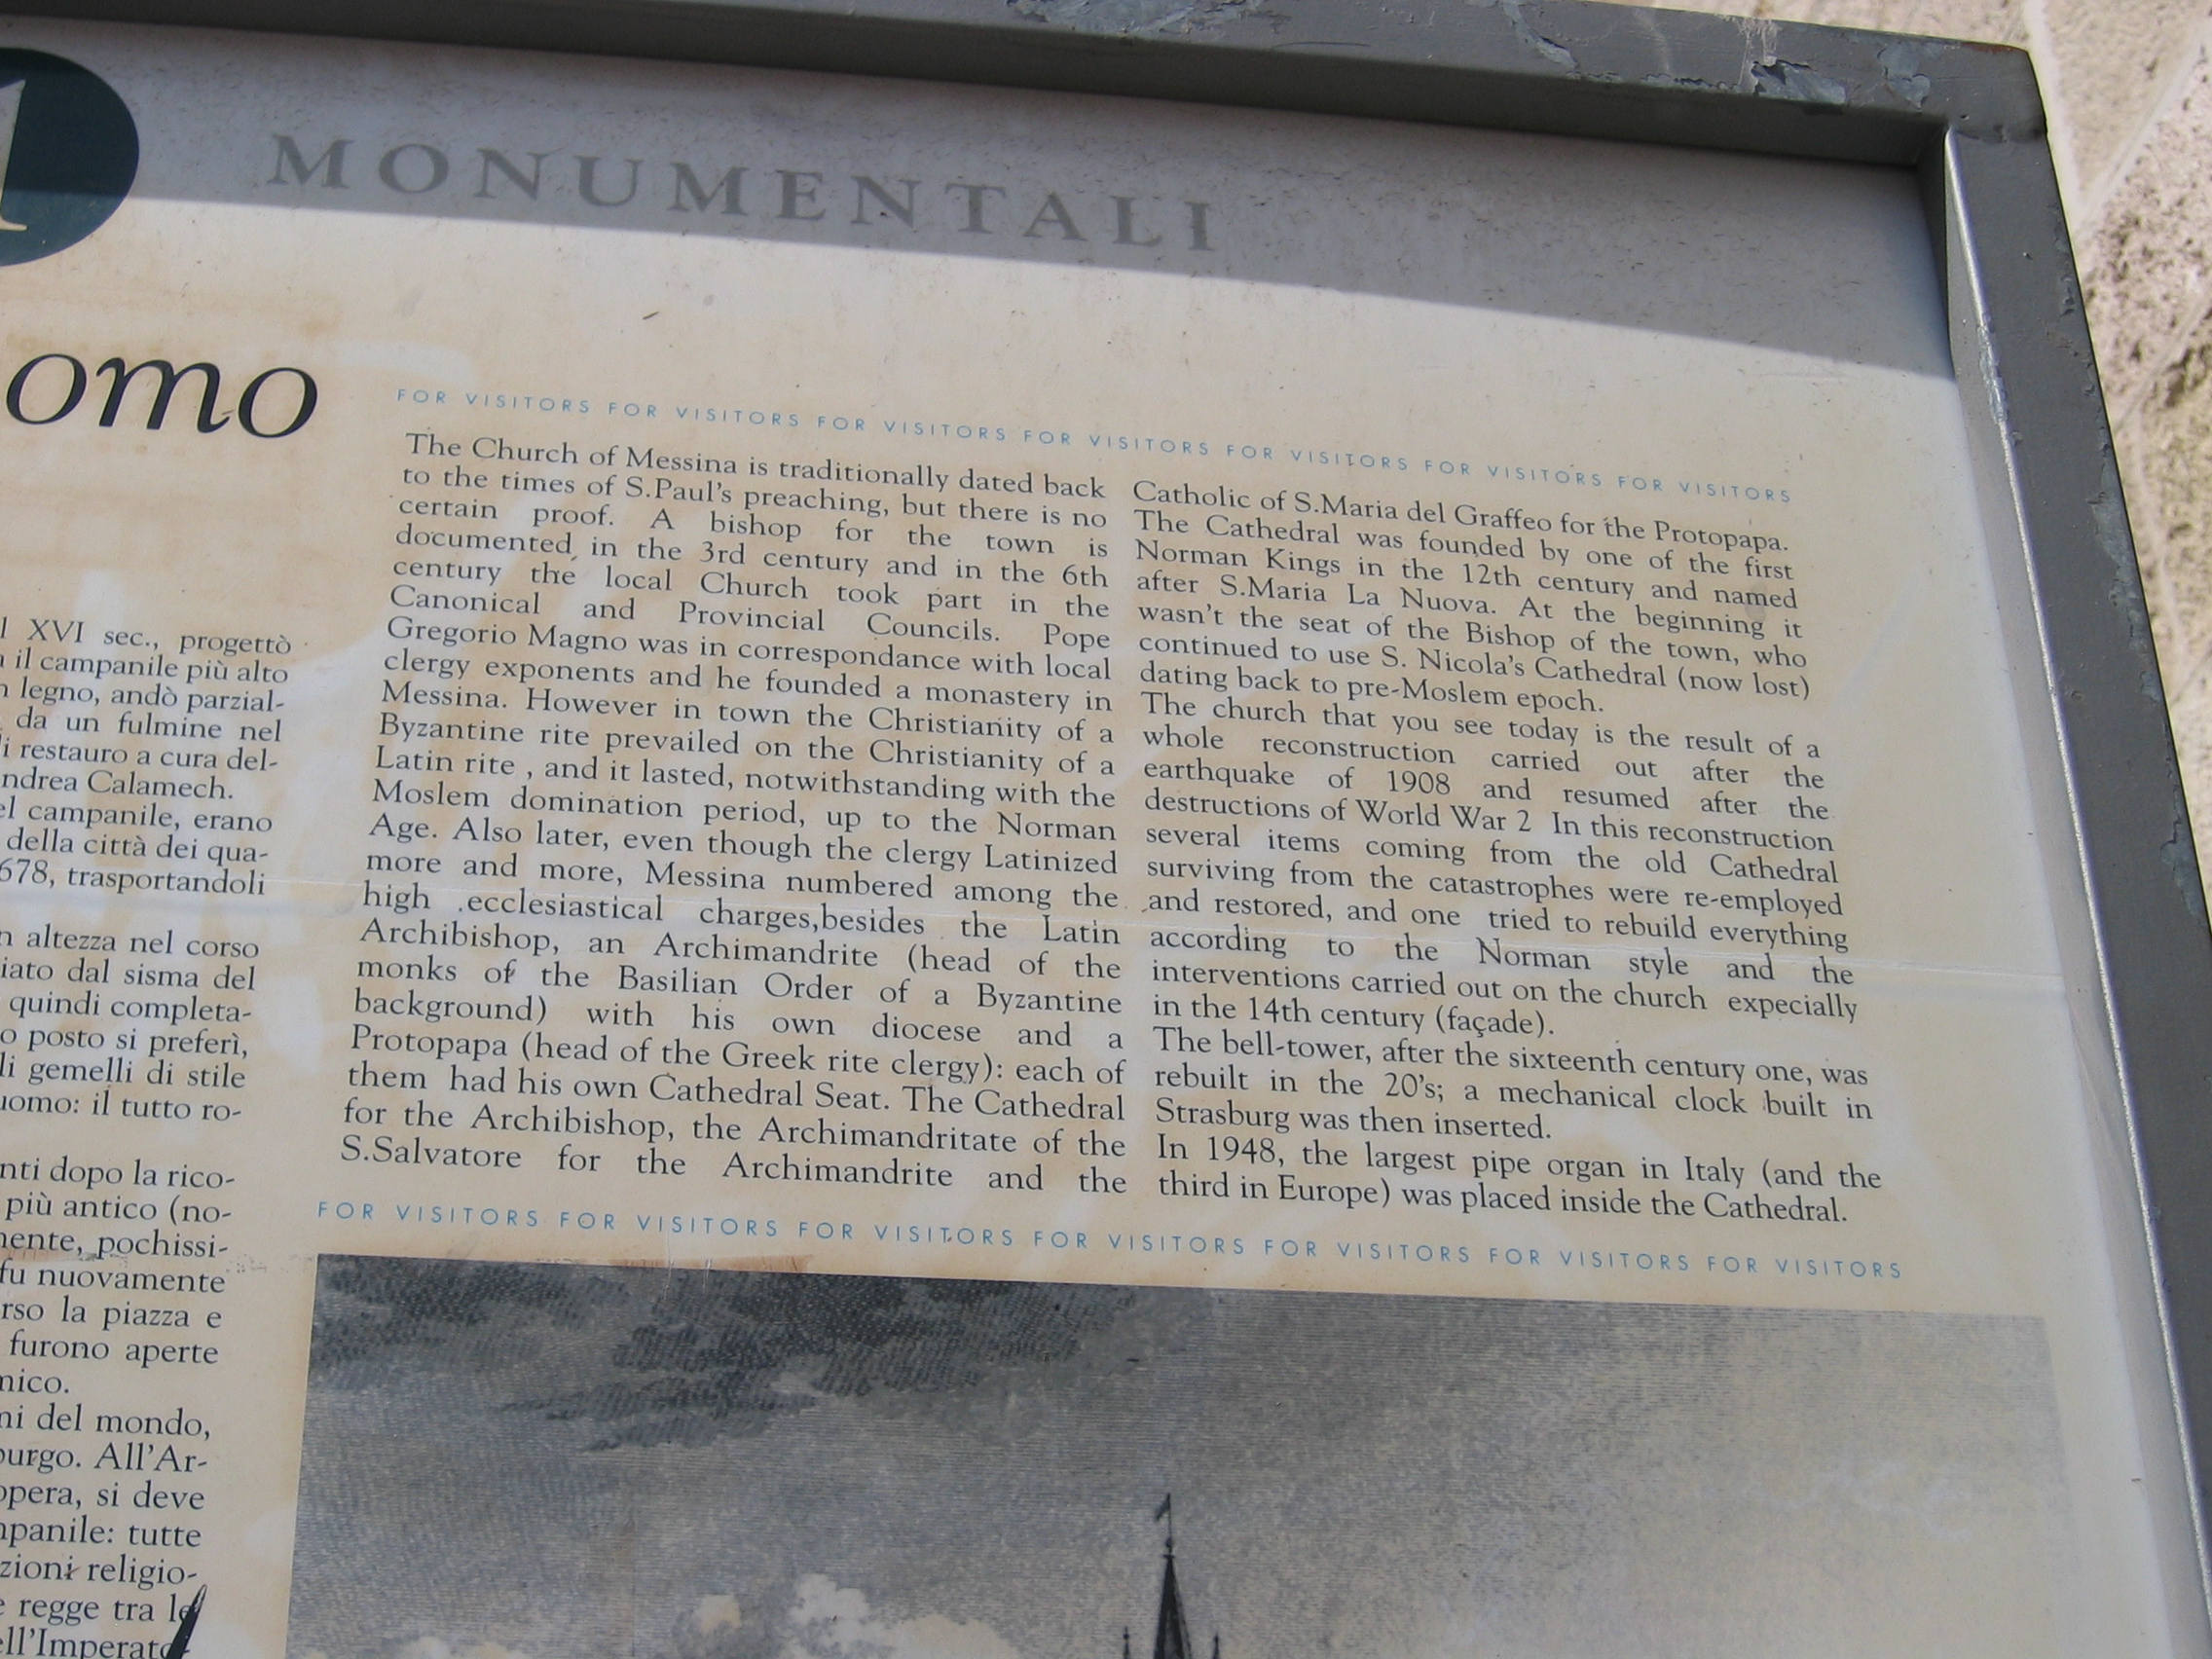 1
MONUMENTALI
omo
l XVI sec., progettò
il campanile più alto
legno, andò parzial-
da un fulmine nel
i restauro a cura del-
ndrea Calamech.
el campanile, erano
della città dei qua-
678, trasportandoli
n altezza nel corso
iato dal sisma del
quindi completa-
o posto si preferì,
li gemelli di stile
uomo: il tutto ro-
nti dopo la rico-
più antico (no-
mente, pochissi-
fu nuovamente
rso la piazza e
furono aperte
mico.
ni del mondo,
burgo. All'Ar-
opera, si deve
mpanile: tutte
zioni religio-
e regge tra le
ell'Imperato-
FOR VISITORS FOR VISITORS FOR VISITORS FOR VISITORS FOR VISITORS FOR VISITORS FOR VISITORS
The Church of Messina is traditionally dated back
to the times of S.Paul's preaching, but there is no
certain proof. A bishop for the town is
documented in the 3rd century and in the 6th
century the local Church took part in the
Canonical and Provincial Councils. Pope
Gregorio Magno was in correspondance with local
clergy exponents and he founded a monastery in
Messina. However in town the Christianity of a
Byzantine rite prevailed on the Christianity of a
Latin rite , and it lasted, notwithstanding with the
Moslem domination period, up to the Norman
Age. Also later, even though the clergy Latinized
more and more, Messina numbered among the
high ecclesiastical charges,besides the Latin
Archibishop, an Archimandrite (head of the
monks of the Basilian Order of a Byzantine
background) with his own diocese and a
Protopapa (head of the Greek rite clergy): each of
them had his own Cathedral Seat. The Cathedral
for the Archibishop, the Archimandritate of the
S.Salvatore for the Archimandrite and the
Catholic of S.Maria del Graffeo for the Protopapa.
The Cathedral was founded by one of the first
Norman Kings in the 12th century and named
after S.Maria La Nuova. At the beginning it
wasn't the seat of the Bishop of the town, who
continued to use S. Nicola's Cathedral (now lost)
dating back to pre-Moslem epoch.
The church that you see today is the result of a
whole reconstruction carried out after the
earthquake of 1908 and resumed after the
destructions of World War 2 In this reconstruction
several items coming from the old Cathedral
surviving from the catastrophes were re-employed
and restored, and one tried to rebuild everything
according to the Norman style and the
interventions carried out on the church expecially
in the 14th century (façade).
The bell-tower, after the sixteenth century one, was
rebuilt in the 20's; a mechanical clock built in
Strasburg was then inserted.
In 1948, the largest pipe organ in Italy (and the
third in Europe) was placed inside the Cathedral.
FOR VISITORS FOR VISITORS FOR VISITORS FOR VISITORS FOR VISITORS FOR VISITORS FOR VISITORS